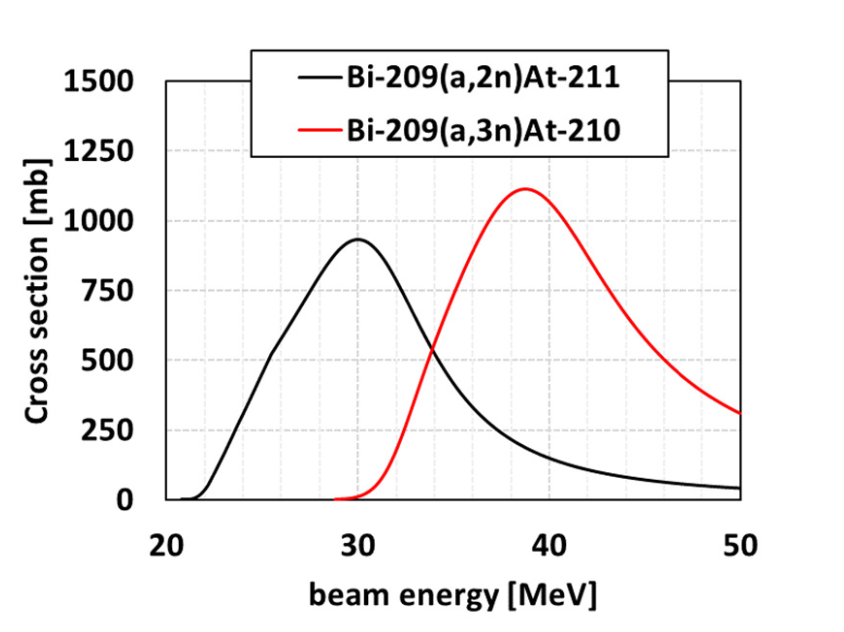 Bi-209(a,2n)At-211
Bi-209(a,3n)At-210
1500
1250
1000
750
500
250
0
Cross section [mb]
20 30 40 50
beam energy [MeV]